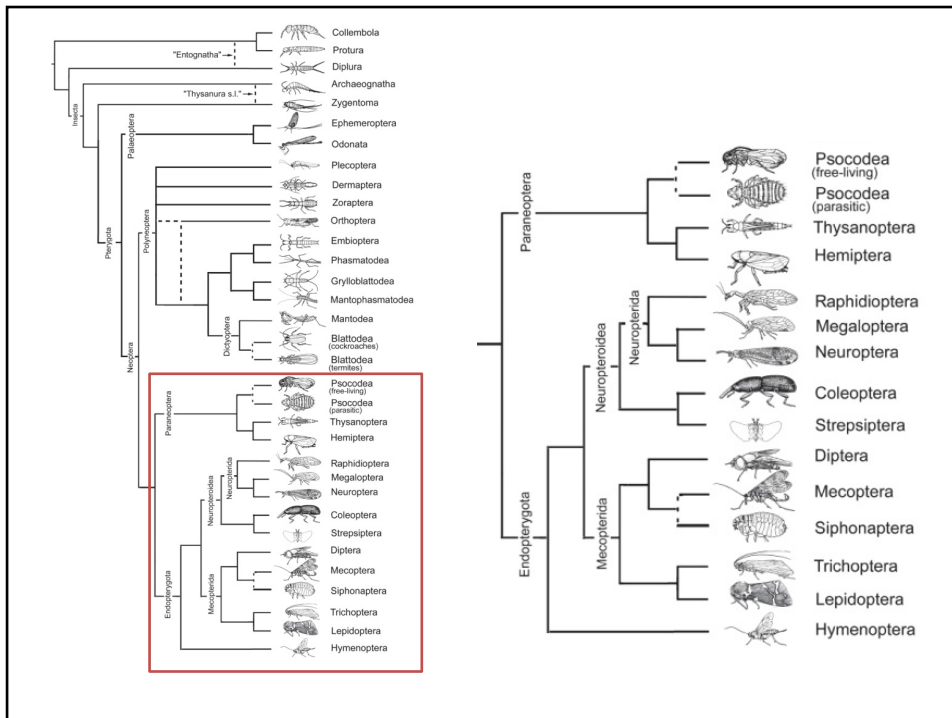 Collembola
"Entognatha"
Protura
Diplura
Archaeognatha
"Thysanura s.l."
Insecta
Zygentoma
Ephemeroptera
Palaeoptera
Odonata
Plecoptera
Dermaptera
Zoraptera
Polyneoptera
Orthoptera
Pterygota
Embioptera
Phasmatodea
Grylloblattodea
Mantophasmatodea
Mantodea
Dictyoptera
Blattodea
(cockroaches)
Neoptera
Blattodea
(termites)
Psocodea
(free-living)
Paraneoptera
Psocodea
(parasitic)
Thysanoptera
Hemiptera
Raphidioptera
Neuropterida
Megaloptera
Neuropteroidea
Neuroptera
Coleoptera
Strepsiptera
Diptera
Mecoptera
Endopterygota
Mecopterida
Siphonaptera
Trichoptera
Lepidoptera
Hymenoptera
Psocodea
(free-living)
Psocodea
(parasitic)
Paraneoptera
Thysanoptera
Hemiptera
Raphidioptera
Neuropterida
Megaloptera
Neuropteroidea
Neuroptera
Coleoptera
Strepsiptera
Diptera
Mecoptera
Endopterygota
Mecopterida
Siphonaptera
Trichoptera
Lepidoptera
Hymenoptera